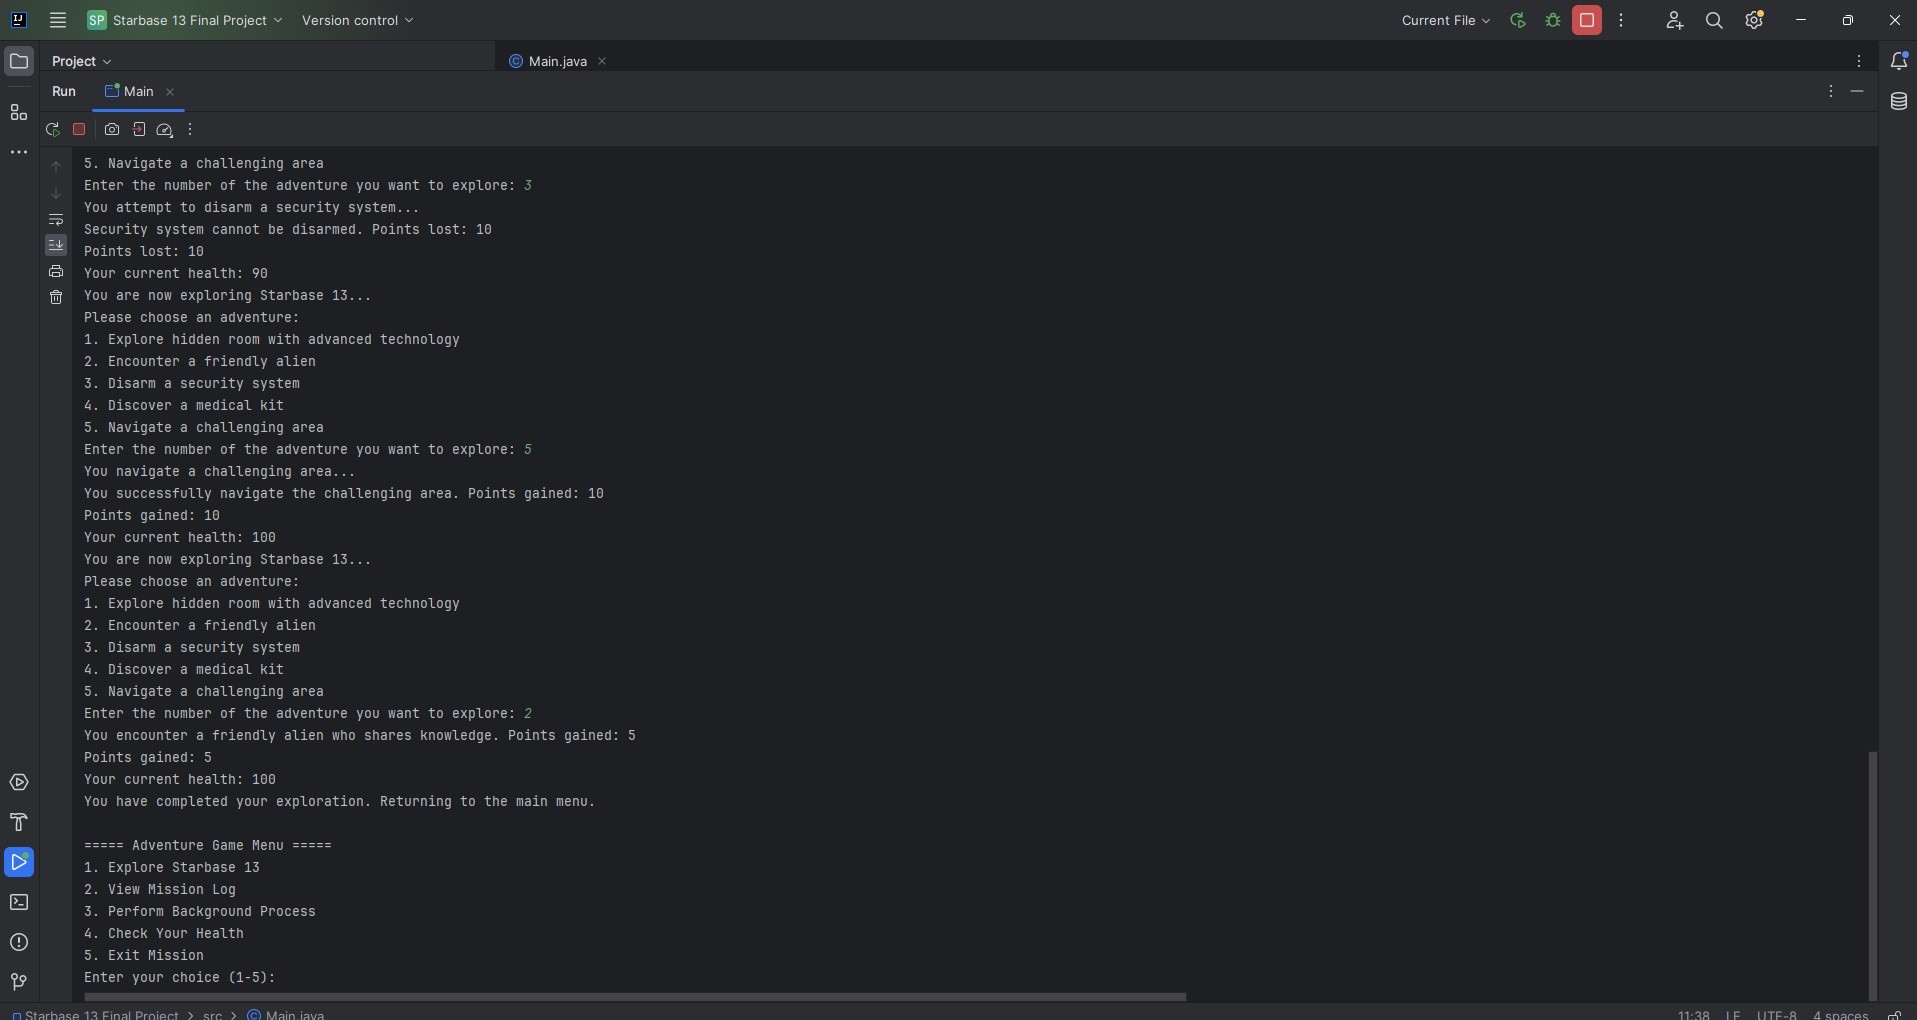 SP Starbase 13 Final Project Version control Current File
Project Main.java
Run Main
5. Navigate a challenging area
Enter the number of the adventure you want to explore: 3
You attempt to disarm a security system...
Security system cannot be disarmed. Points lost: 10
Points lost: 10
Your current health: 90
You are now exploring Starbase 13...
Please choose an adventure:
1. Explore hidden room with advanced technology
2. Encounter a friendly alien
3. Disarm a security system
4. Discover a medical kit
5. Navigate a challenging area
Enter the number of the adventure you want to explore: 5
You navigate a challenging area...
You successfully navigate the challenging area. Points gained: 10
Points gained: 10
Your current health: 100
You are now exploring Starbase 13...
Please choose an adventure:
1. Explore hidden room with advanced technology
2. Encounter a friendly alien
3. Disarm a security system
4. Discover a medical kit
5. Navigate a challenging area
Enter the number of the adventure you want to explore: 2
You encounter a friendly alien who shares knowledge. Points gained: 5
Points gained: 5
Your current health: 100
You have completed your exploration. Returning to the main menu.
===== Adventure Game Menu =====
1. Explore Starbase 13
2. View Mission Log
3. Perform Background Process
4. Check Your Health
5. Exit Mission
Enter your choice (1-5):
Starbase 13 Final Project > src > Main.java 11:38 LF UTF-8 4 spaces